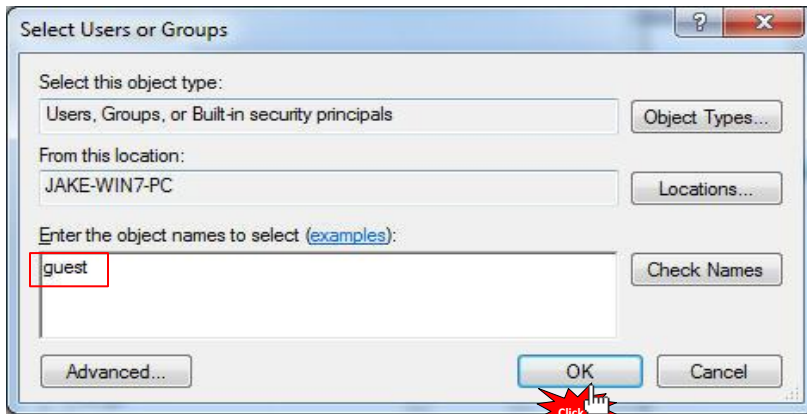 Select Users or Groups
?
Select this object type:
Users, Groups, or Built-in security principals
Object Types...
From this location:
JAKE-WIN7-PC
Locations...
Enter the object names to select (examples):
guest
Check Names
Advanced...
OK
Cancel
Click